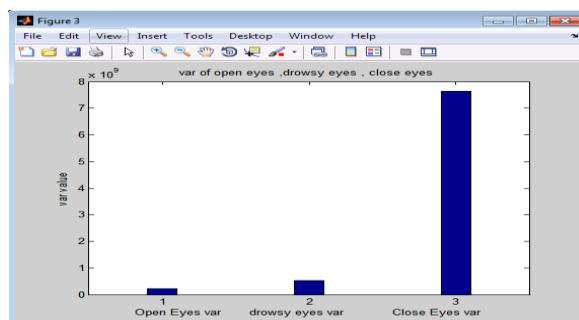 Figure 3
File Edit View Insert Tools Desktop Window Help
× 10⁹
var of open eyes ,drowsy eyes , close eyes
8
7
6
5
4
3
2
1
0
var value
1 2 3
Open Eyes var drowsy eyes var Close Eyes var